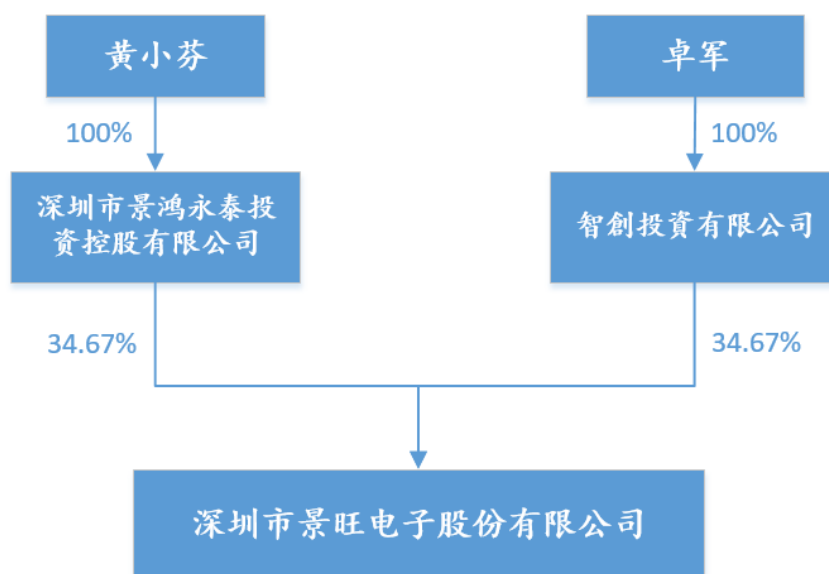 黄小芬
卓军
100%
100%
深圳市景鸿永泰投
资控股有限公司
智創投資有限公司
34.67%
34.67%
深圳市景旺电子股份有限公司